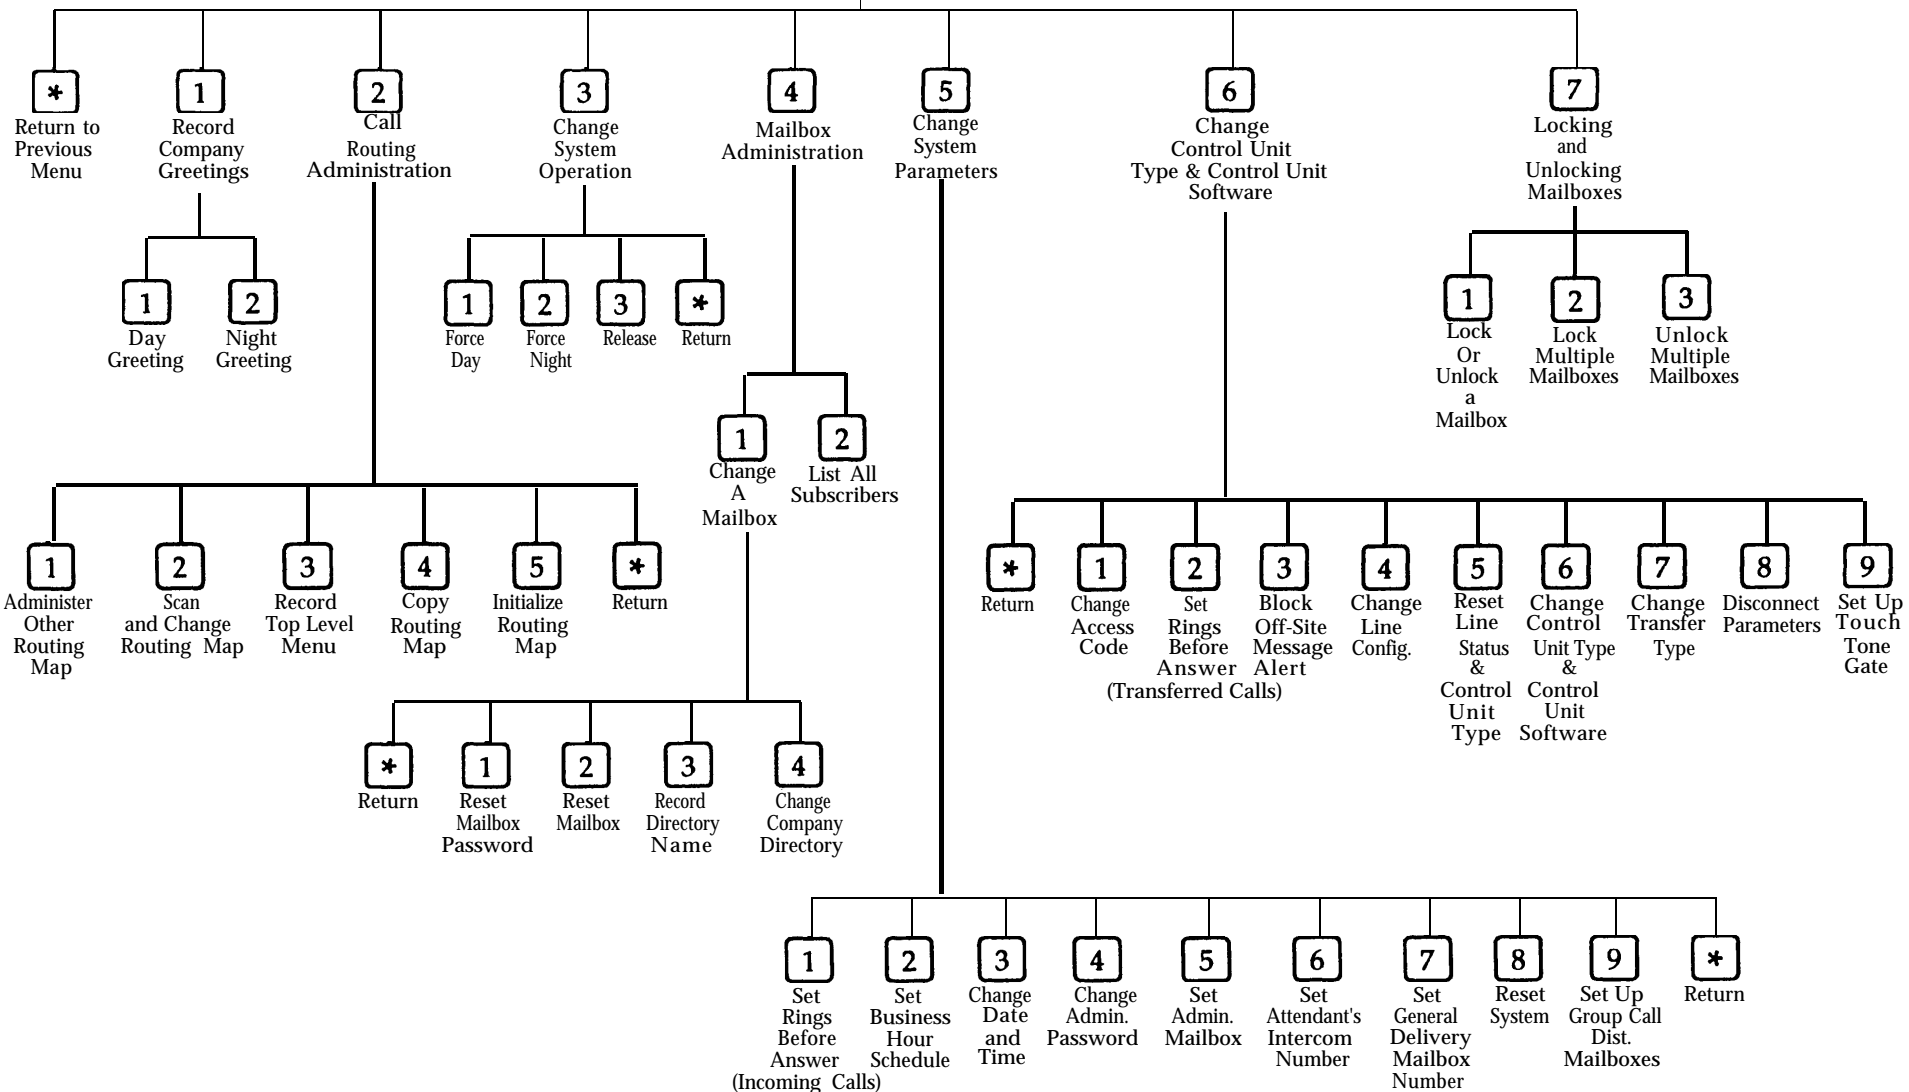 *
Return to
Previous
Menu
1
Record
Company
Greetings
2
Call
Routing
Administration
3
Change
System
Operation
4
Mailbox
Administration
5
Change
System
Parameters
6
Change
Control Unit
Type & Control Unit
Software
7
Locking
and
Unlocking
Mailboxes
1
Day
Greeting
2
Night
Greeting
1
Force
Day
2
Force
Night
3
Release
*
Return
1
Lock
Or
Unlock
a
Mailbox
2
Lock
Multiple
Mailboxes
3
Unlock
Multiple
Mailboxes
1
Change
A
Mailbox
2
List All
Subscribers
1
Administer
Other
Routing
Map
2
Scan
and Change
Routing Map
3
Record
Top Level
Menu
4
Copy
Routing
Map
5
Initialize
Routing
Map
*
Return
*
Return
1
Change
Access
Code
2
Set
Rings
Before
Answer
(Transferred Calls)
3
Block
Off-Site
Message
Alert
4
Change
Line
Config.
5
Reset
Line
Status
&
Control
Unit
Type
6
Change
Control
Unit Type
&
Control
Unit
Software
7
Change
Transfer
Type
8
Disconnect
Parameters
9
Set Up
Touch
Tone
Gate
*
Return
1
Reset
Mailbox
Password
2
Reset
Mailbox
3
Record
Directory
Name
4
Change
Company
Directory
1
Set
Rings
Before
Answer
(Incoming Calls)
2
Set
Business
Hour
Schedule
3
Change
Date
and
Time
4
Change
Admin.
Password
5
Set
Admin.
Mailbox
6
Set
Attendant's
Intercom
Number
7
Set
General
Delivery
Mailbox
Number
8
Reset
System
9
Set Up
Group Call
Dist.
Mailboxes
*
Return